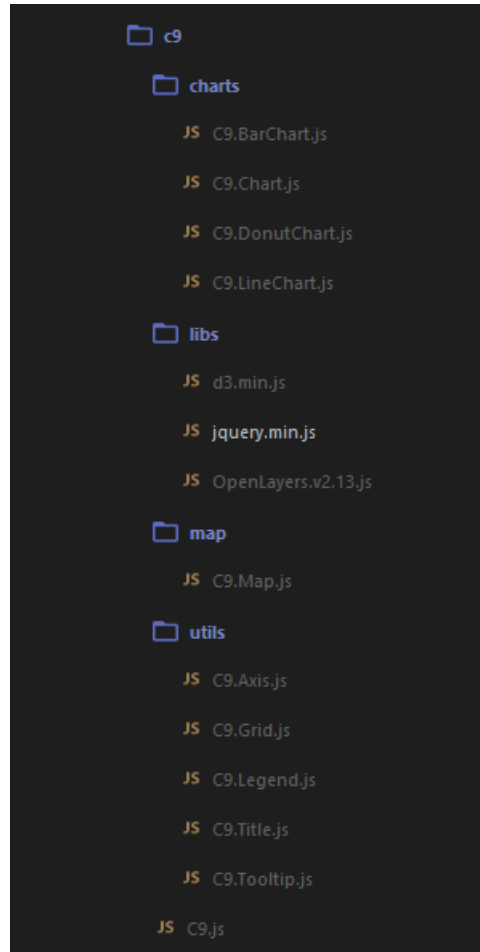 c9
charts
JS C9.BarChart.js
JS C9.Chart.js
JS C9.DonutChart.js
JS C9.LineChart.js
libs
JS d3.min.js
JS jquery.min.js
JS OpenLayers.v2.13.js
map
JS C9.Map.js
utils
JS C9.Axis.js
JS C9.Grid.js
JS C9.Legend.js
JS C9.Title.js
JS C9.Tooltip.js
JS C9.js